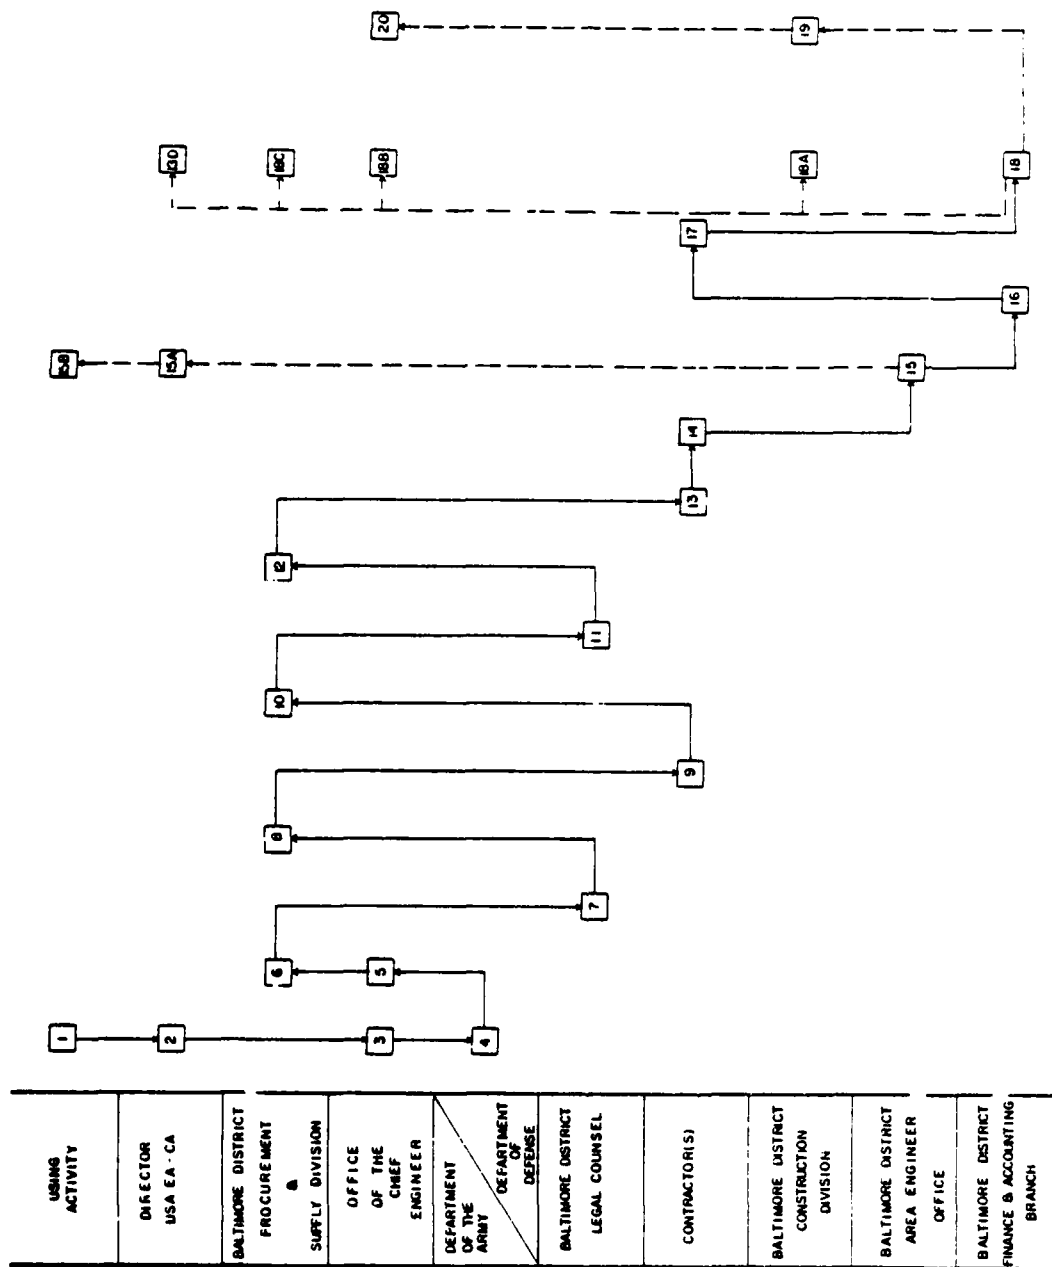 USING
ACTIVITY
DIRECTOR
USA EA-CA
BALTIMORE DISTRICT
PROCUREMENT
&
SUPPLY DIVISION
OFFICE
OF THE
CHIEF
ENGINEER
DEPARTMENT
OF THE
ARMY
DEPARTMENT
OF
DEFENSE
BALTIMORE DISTRICT
LEGAL COUNSEL
CONTRACTOR(S)
BALTIMORE DISTRICT
CONSTRUCTION
DIVISION
BALTIMORE DISTRICT
AREA ENGINEER
OFFICE
BALTIMORE DISTRICT
FINANCE & ACCOUNTING
BRANCH
1
2
3
4
5
6
7
8
9
10
11
12
13
14
15
15A
15B
16
17
18
18A
18B
18C
13D
19
20